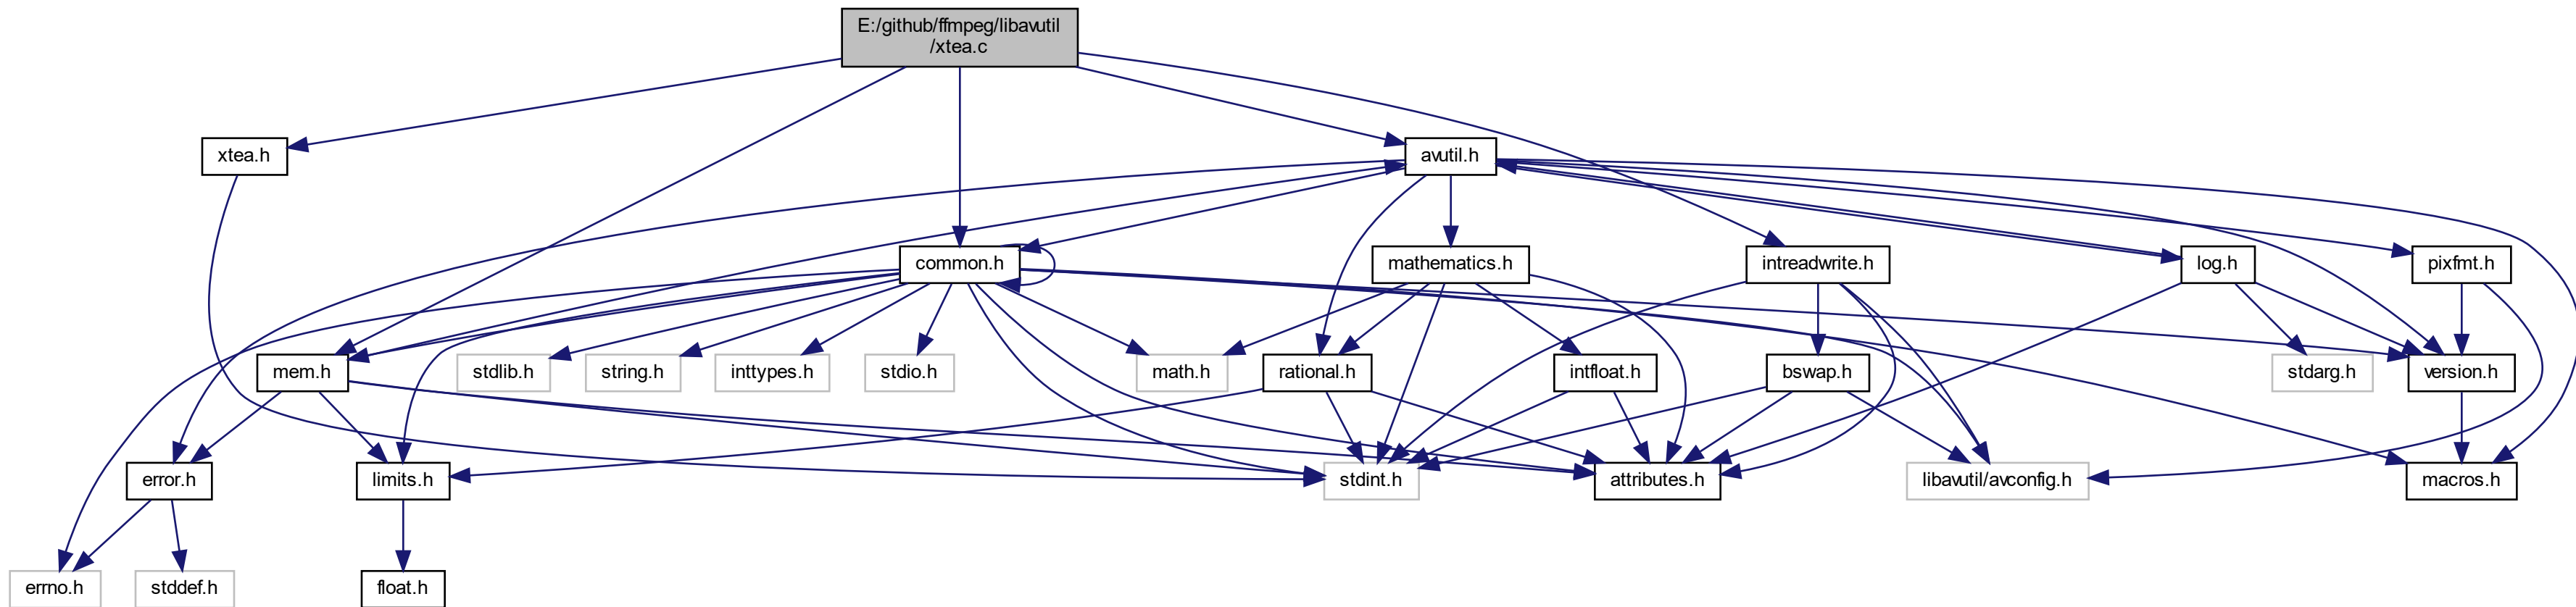 E:/github/ffmpeg/libavutil
/xtea.c
xtea.h
avutil.h
common.h
mathematics.h
intreadwrite.h
log.h
pixfmt.h
mem.h
stdlib.h
string.h
inttypes.h
stdio.h
math.h
rational.h
intfloat.h
bswap.h
stdarg.h
version.h
error.h
limits.h
stdint.h
attributes.h
libavutil/avconfig.h
macros.h
errno.h
stddef.h
float.h